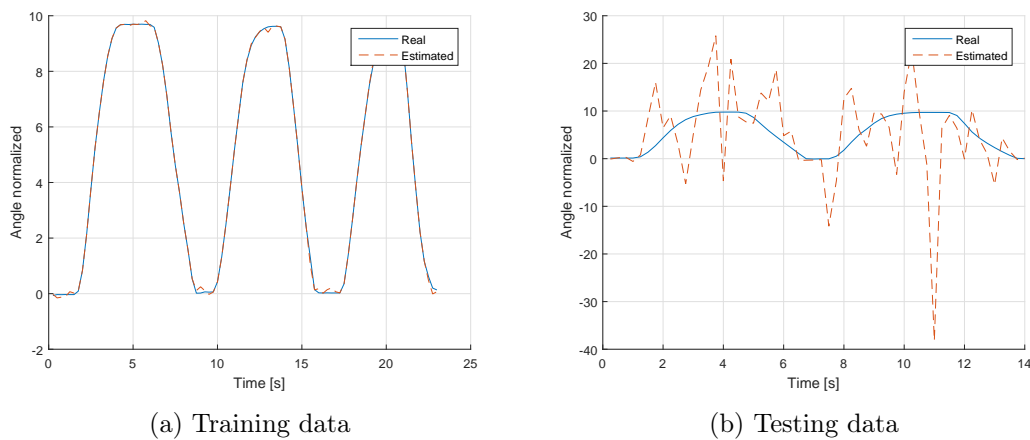 10
8
6
4
2
0
-2
Angle normalized
Real
Estimated
0
5
10
15
20
25
Time [s]
(a) Training data
30
20
10
0
-10
-20
-30
-40
Angle normalized
Real
Estimated
0
2
4
6
8
10
12
14
Time [s]
(b) Testing data